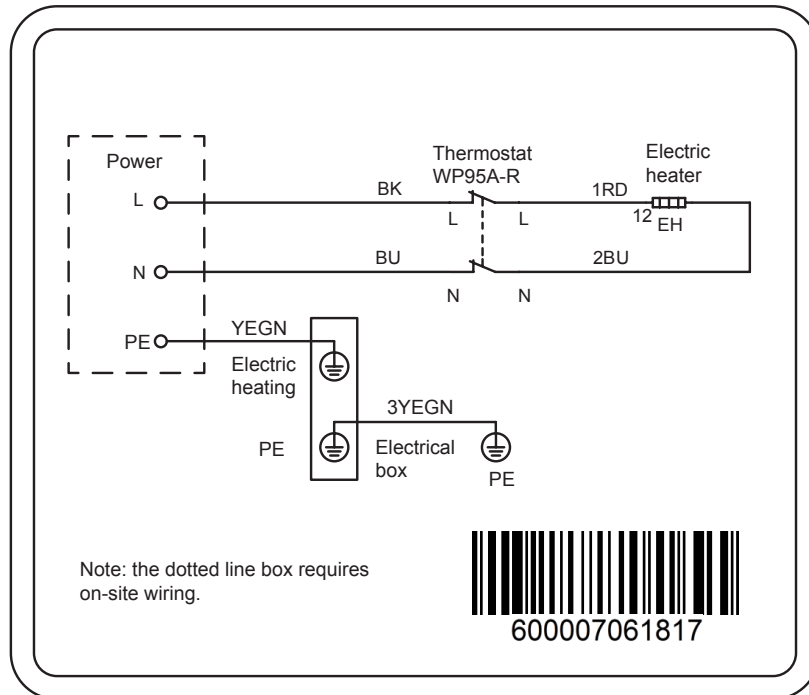 Power
Thermostat
WP95A-R
Electric
heater
L
BK
L
L
1RD
12
EH
N
BU
N
N
2BU
PE
YEGN
Electric
heating
3YEGN
PE
Electrical
box
PE
Note: the dotted line box requires
on-site wiring.
600007061817